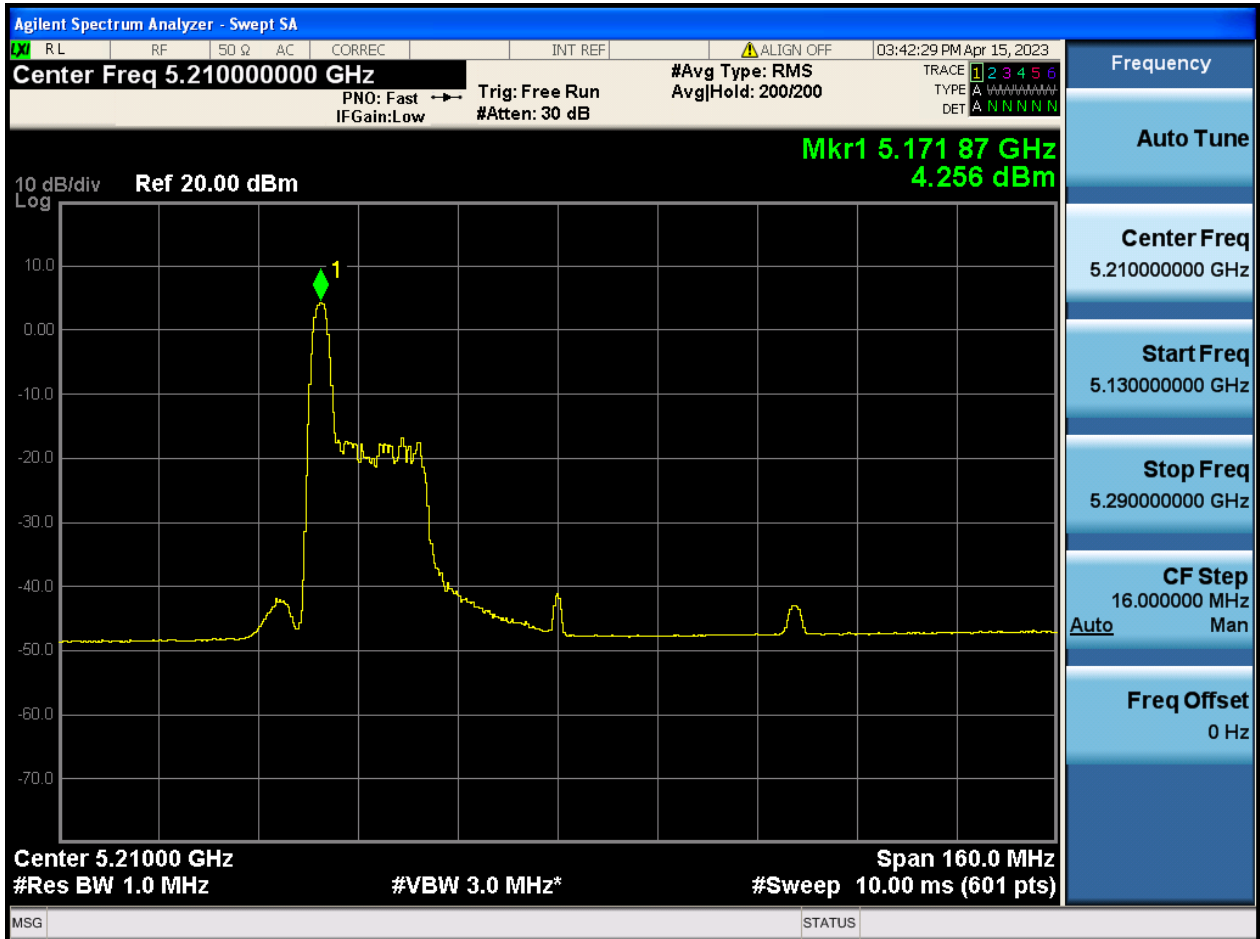 Agilent Spectrum Analyzer - Swept SA
LXI RL RF 50 Ω AC CORREC INT REF ALIGN OFF 03:42:29 PM Apr 15, 2023
Center Freq 5.210000000 GHz
PNO: Fast
IFGain:Low
Trig: Free Run
#Atten: 30 dB
#Avg Type: RMS
Avg|Hold: 200/200
TRACE 1 2 3 4 5 6
TYPE A WWWWW
DET A N N N N N
Mkr1 5.171 87 GHz
4.256 dBm
10 dB/div Ref 20.00 dBm
Log
1
10.0
0.00
-10.0
-20.0
-30.0
-40.0
-50.0
-60.0
-70.0
Center 5.21000 GHz Span 160.0 MHz
#Res BW 1.0 MHz #VBW 3.0 MHz* #Sweep 10.00 ms (601 pts)
MSG STATUS
Frequency
Auto Tune
Center Freq
5.210000000 GHz
Start Freq
5.130000000 GHz
Stop Freq
5.290000000 GHz
CF Step
16.000000 MHz
Auto Man
Freq Offset
0 Hz